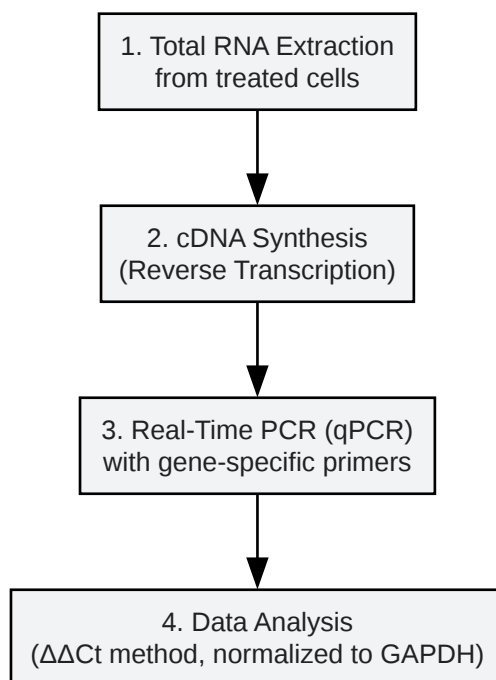 1. Total RNA Extraction
from treated cells
2. cDNA Synthesis
(Reverse Transcription)
3. Real-Time PCR (qPCR)
with gene-specific primers
4. Data Analysis
(ΔΔCt method, normalized to GAPDH)